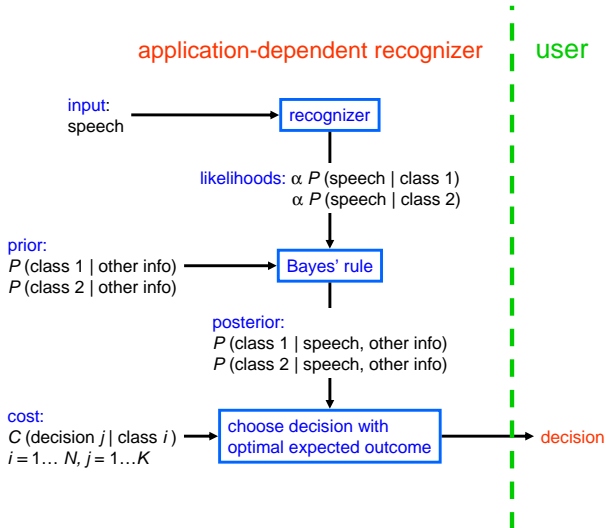 application-dependent recognizer
user
input:
speech
recognizer
likelihoods: α P (speech | class 1)
α P (speech | class 2)
prior:
P (class 1 | other info)
P (class 2 | other info)
Bayes' rule
posterior:
P (class 1 | speech, other info)
P (class 2 | speech, other info)
cost:
C (decision j | class i )
i = 1… N, j = 1…K
choose decision with
optimal expected outcome
decision